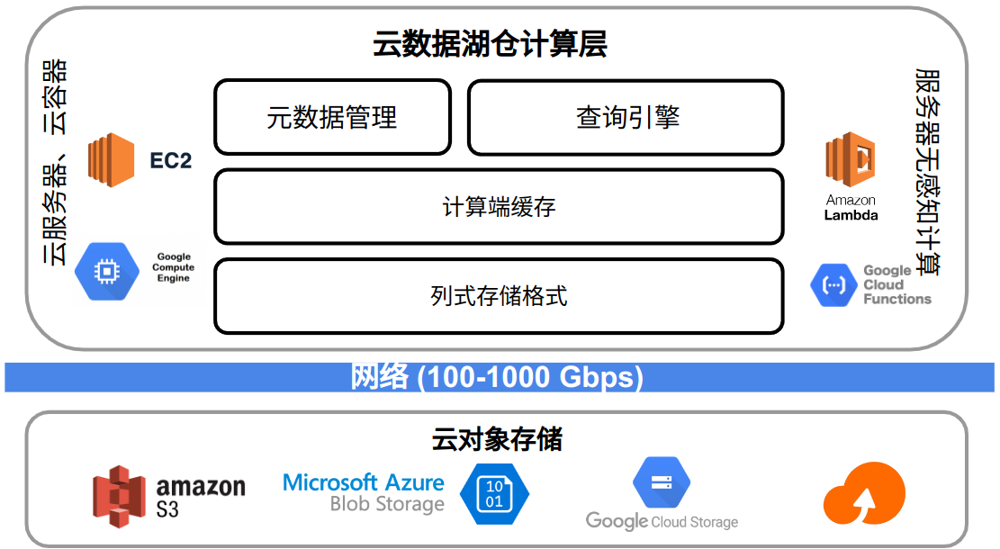 云数据湖仓计算层
云服务器、云容器
元数据管理
查询引擎
服务器无感知计算
EC2
Amazon
Lambda
计算端缓存
Google
Compute
Engine
列式存储格式
Google
Cloud
Functions
网络 (100-1000 Gbps)
云对象存储
amazon
S3
Microsoft Azure
Blob Storage
10
01
Google Cloud Storage